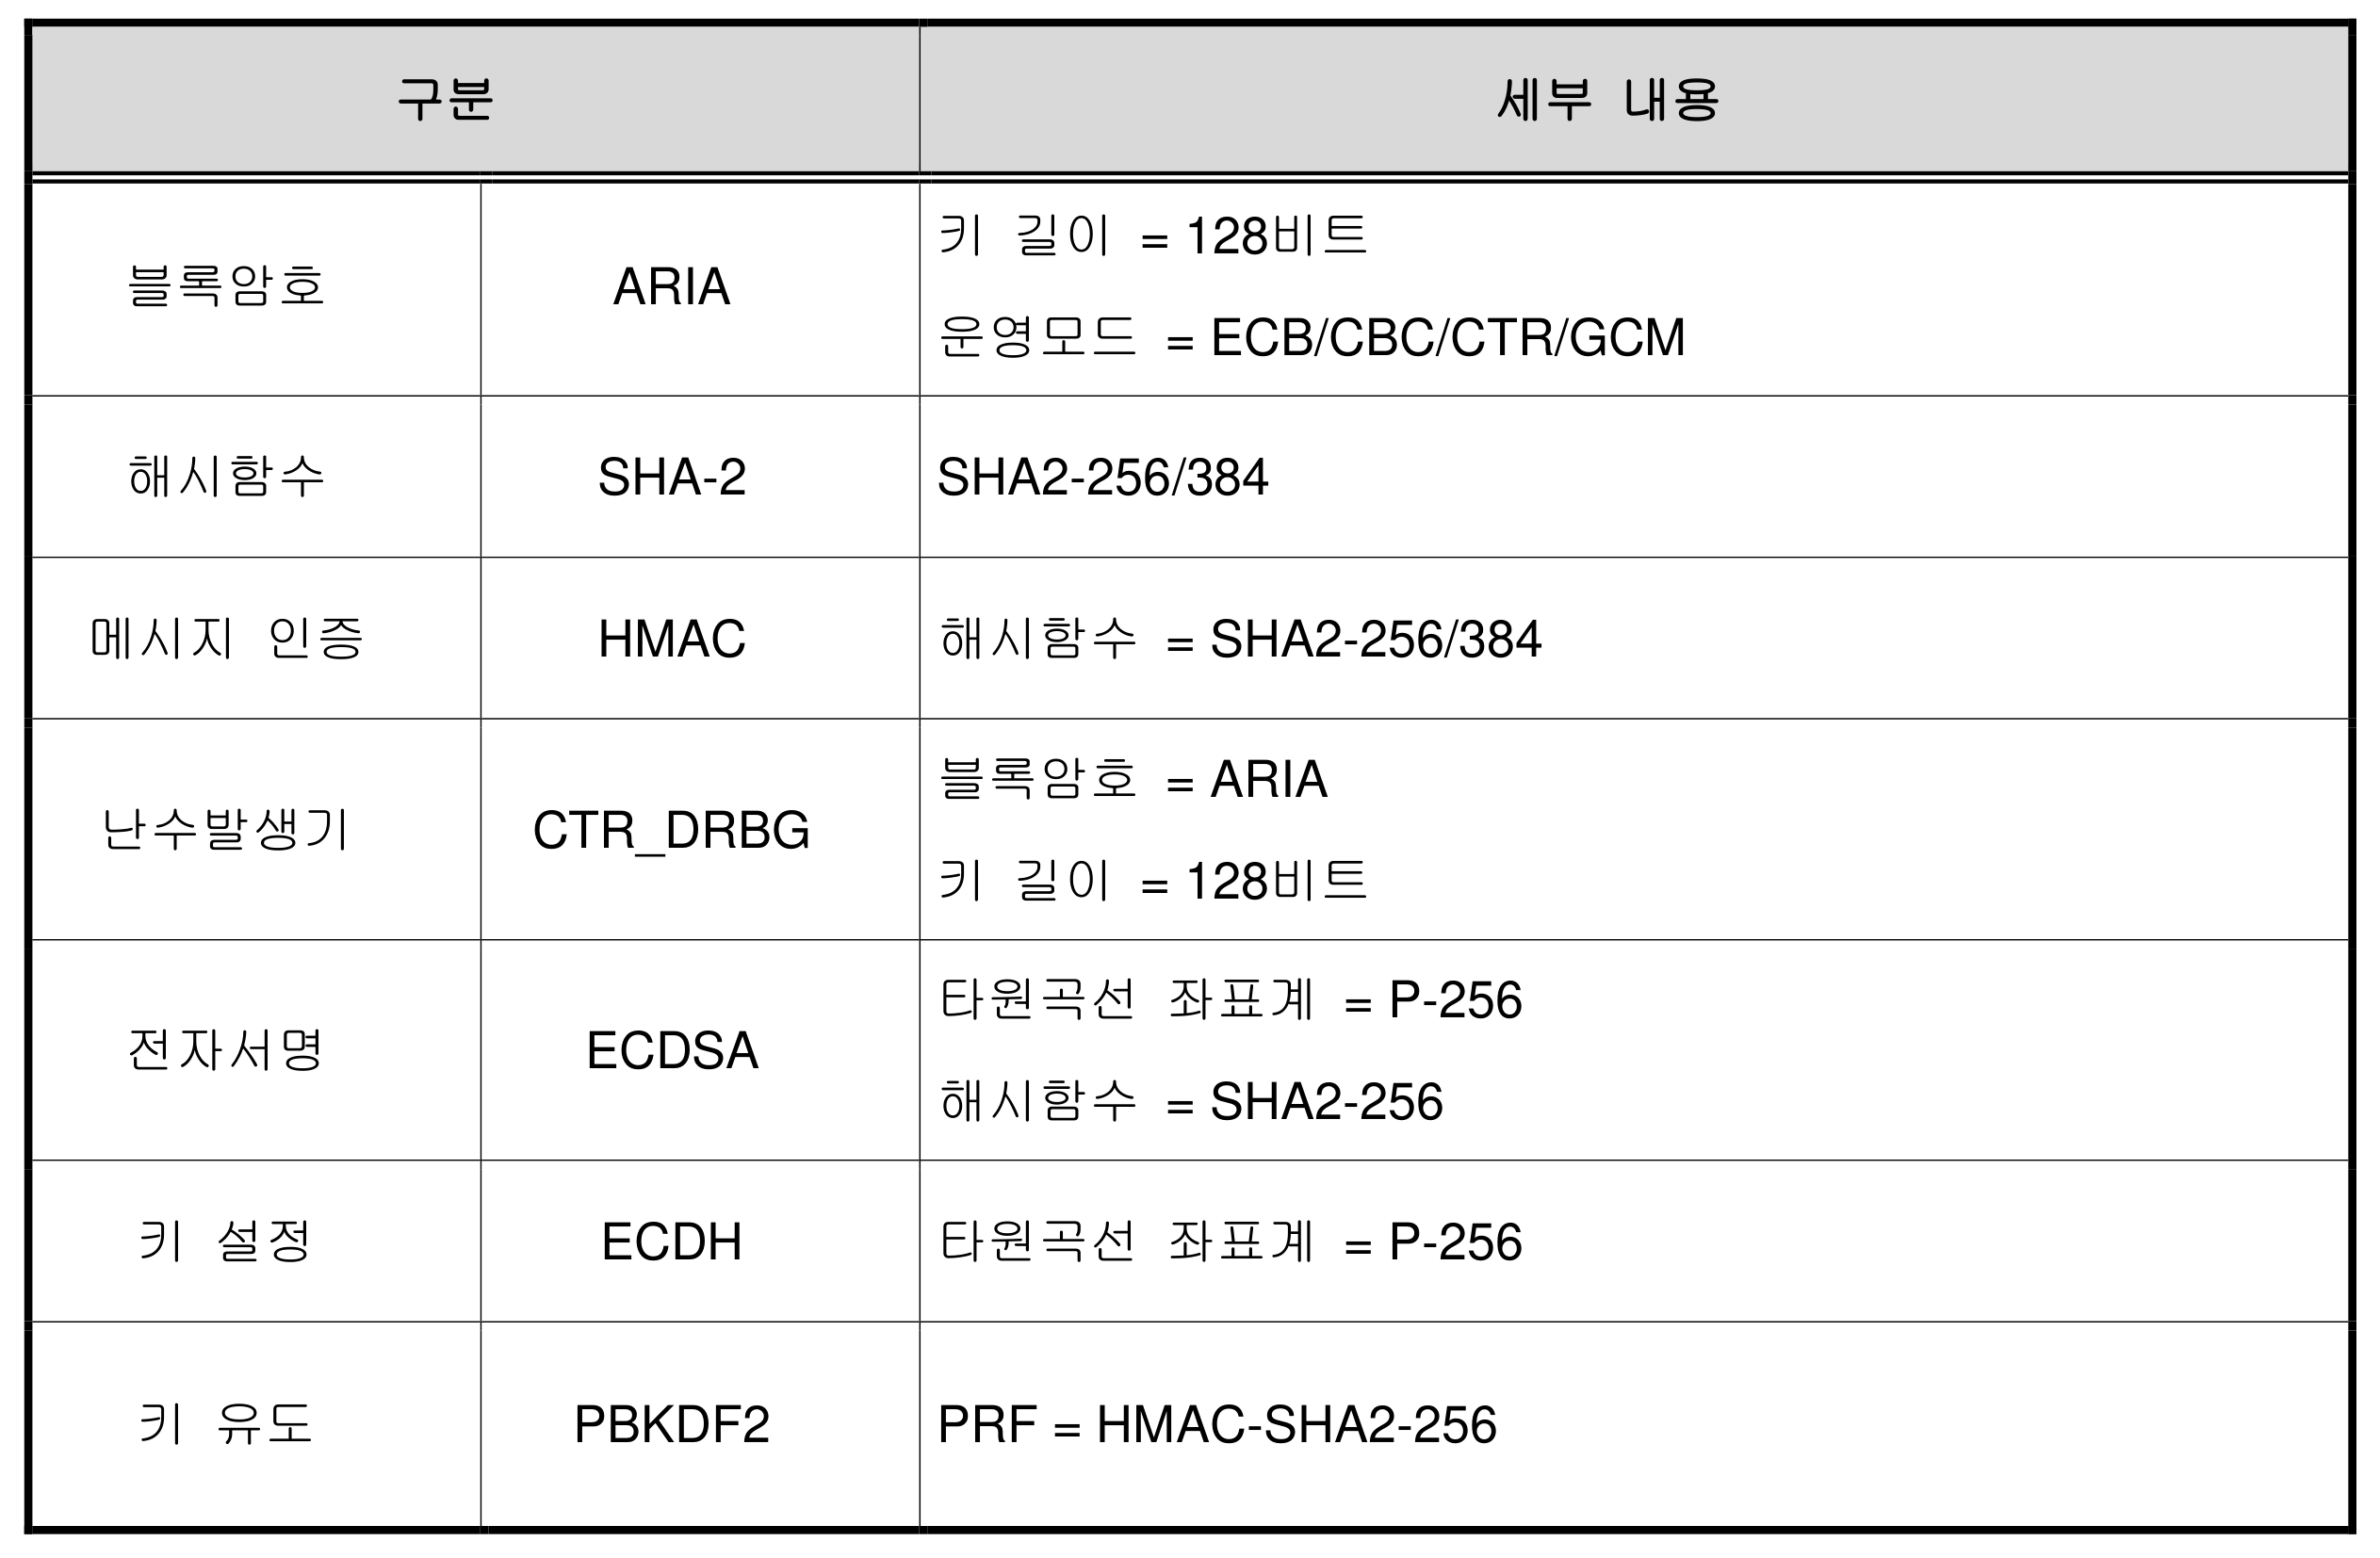 구분 세부 내용
블록암호 ARIA 키 길이 = 128비트
운영모드 = ECB/CBC/CTR/GCM
해시함수 SHA-2 SHA2-256/384
메시지 인증 HMAC 해시함수 = SHA2-256/384
난수발생기 CTR_DRBG 블록암호 = ARIA
키 길이 = 128비트
전자서명 ECDSA 타원곡선 좌표계 = P-256
해시함수 = SHA2-256
키 설정 ECDH 타원곡선 좌표계 = P-256
키 유도 PBKDF2 PRF = HMAC-SHA2-256